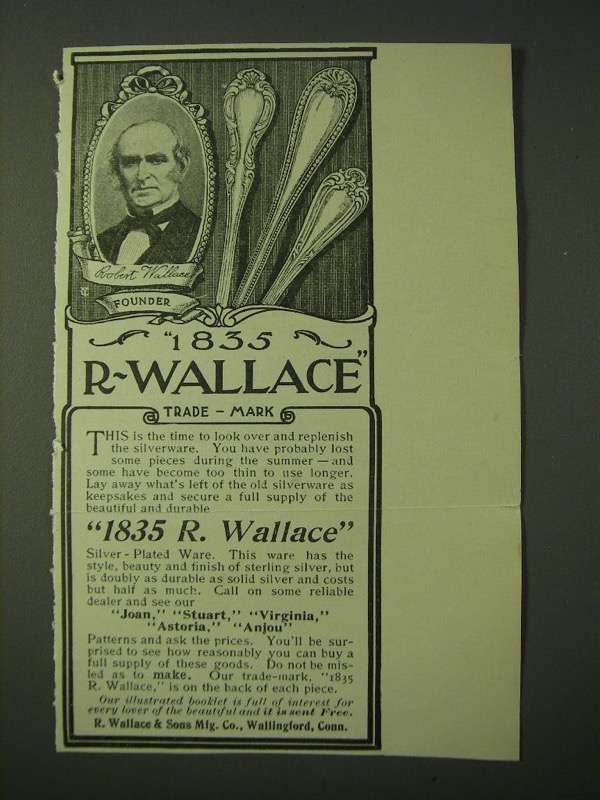 Robert Wallace
FOUNDER
"1835
R~WALLACE"
TRADE - MARK
THIS is the time to look over and replenish
the silverware. You have probably lost
some pieces during the summer — and
some have become too thin to use longer.
Lay away what's left of the old silverware as
keepsakes and secure a full supply of the
beautiful and durable
"1835 R. Wallace"
Silver-Plated Ware. This ware has the
style, beauty and finish of sterling silver, but
is doubly as durable as solid silver and costs
but half as much. Call on some reliable
dealer and see our
"Joan," "Stuart," "Virginia,"
"Astoria," "Anjou"
Patterns and ask the prices. You'll be sur-
prised to see how reasonably you can buy a
full supply of these goods. Do not be mis-
led as to make. Our trade-mark, "1835
R. Wallace," is on the back of each piece.
Our illustrated booklet is full of interest for
every lover of the beautiful and it is sent Free.
R. Wallace & Sons Mfg. Co., Wallingford, Conn.